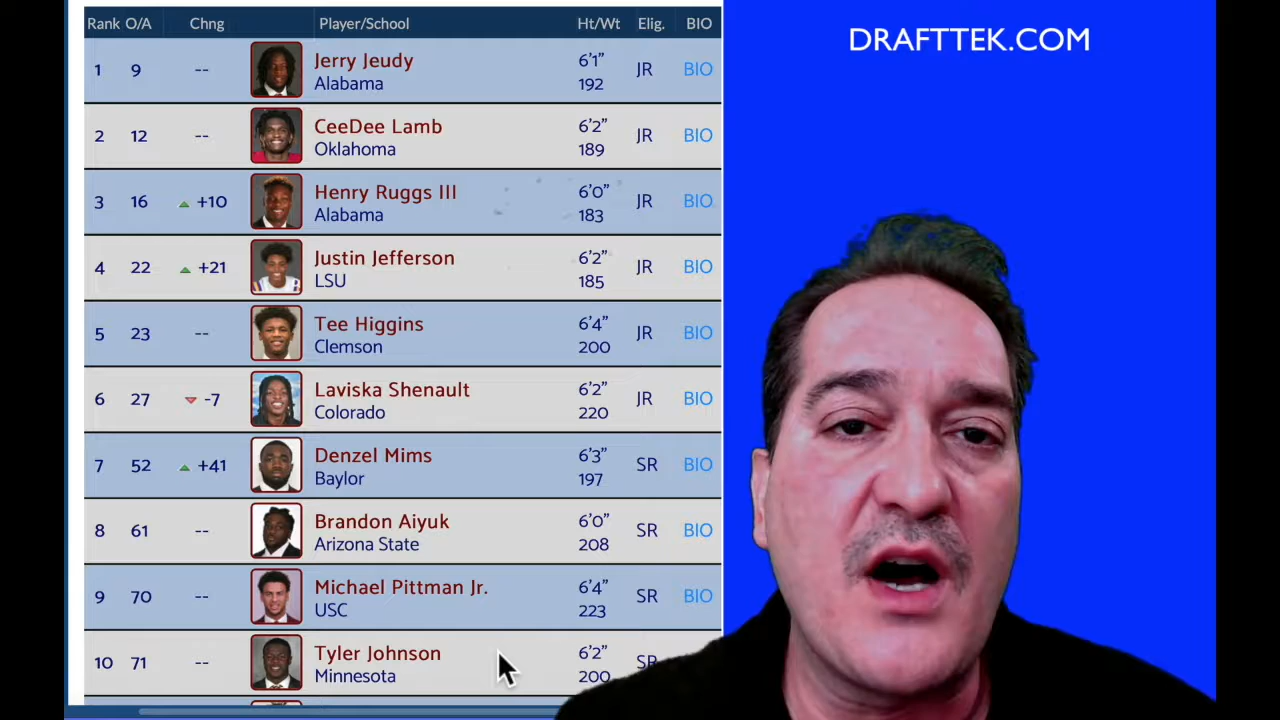 Rank O/A Chng Player/School Ht/Wt Elig. BIO
DRAFTTEK.COM
1 9 -- Jerry Jeudy 6'1" JR BIO
Alabama 192
2 12 -- CeeDee Lamb 6'2" JR BIO
Oklahoma 189
3 16 +10 Henry Ruggs III 6'0" JR BIO
Alabama 183
4 22 +21 Justin Jefferson 6'2" JR BIO
LSU 185
5 23 -- Tee Higgins 6'4" JR BIO
Clemson 200
6 27 -7 Laviska Shenault 6'2" JR BIO
Colorado 220
7 52 +41 Denzel Mims 6'3" SR BIO
Baylor 197
8 61 -- Brandon Aiyuk 6'0" SR BIO
Arizona State 208
9 70 -- Michael Pittman Jr. 6'4" SR BIO
USC 223
10 71 -- Tyler Johnson 6'2" SR
Minnesota 200